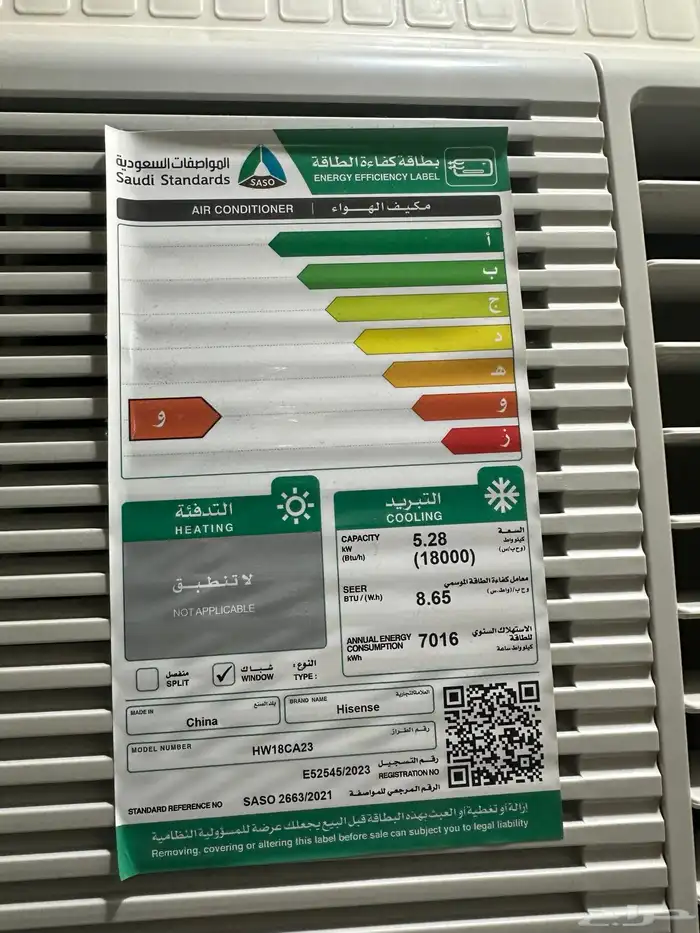 المواصفات السعودية
Saudi Standards
SASO
بطاقة كفاءة الطاقة
ENERGY EFFICIENCY LABEL
AIR CONDITIONER | مكيف الهواء
أ
ب
ج
د
هـ
و
و
ز
التدفئة
HEATING
لا تنطبق
NOT APPLICABLE
التبريد
COOLING
CAPACITY 5.28 السعة
kW كيلو واط
(Btu/h) (18000) (و ح ب/س)
معامل كفاءة الطاقة الموسمي
SEER 8.65 و ح ب/(واط.س)
BTU / (W.h)
ANNUAL ENERGY CONSUMPTION 7016 الاستهلاك السنوي للطاقة
kWh كيلو واط ساعة
منفصل
SPLIT
✓
شباك
WINDOW
النوع:
TYPE :
MADE IN China بلد الصنع
BRAND NAME Hisense العلامة التجارية
MODEL NUMBER HW18CA23 رقم الطراز
E52545/2023 رقم التسجيل
REGISTRATION NO
STANDARD REFERENCE NO SASO 2663/2021 الرقم المرجعي للمواصفة
إزالة أو تغطية أو العبث بهذه البطاقة قبل البيع يجعلك عرضة للمسؤولية النظامية
Removing, covering or altering this label before sale can subject you to legal liability
حراج